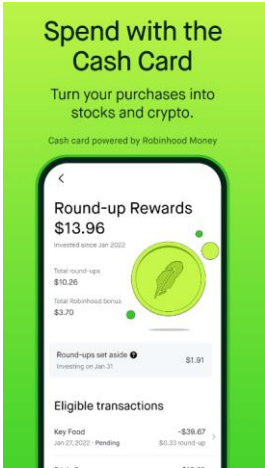 Spend with the
Cash Card
Turn your purchases into
stocks and crypto.
Cash card powered by Robinhood Money
Round-up Rewards
$13.96
Invested since Jan 2022
Total round-ups
$10.26
Total Robinhood bonus
$3.70
Round-ups set aside
$1.91
Investing on Jan 31
Eligible transactions
Key Food
-$39.67
Jan 27, 2022 · Pending
$0.33 round-up